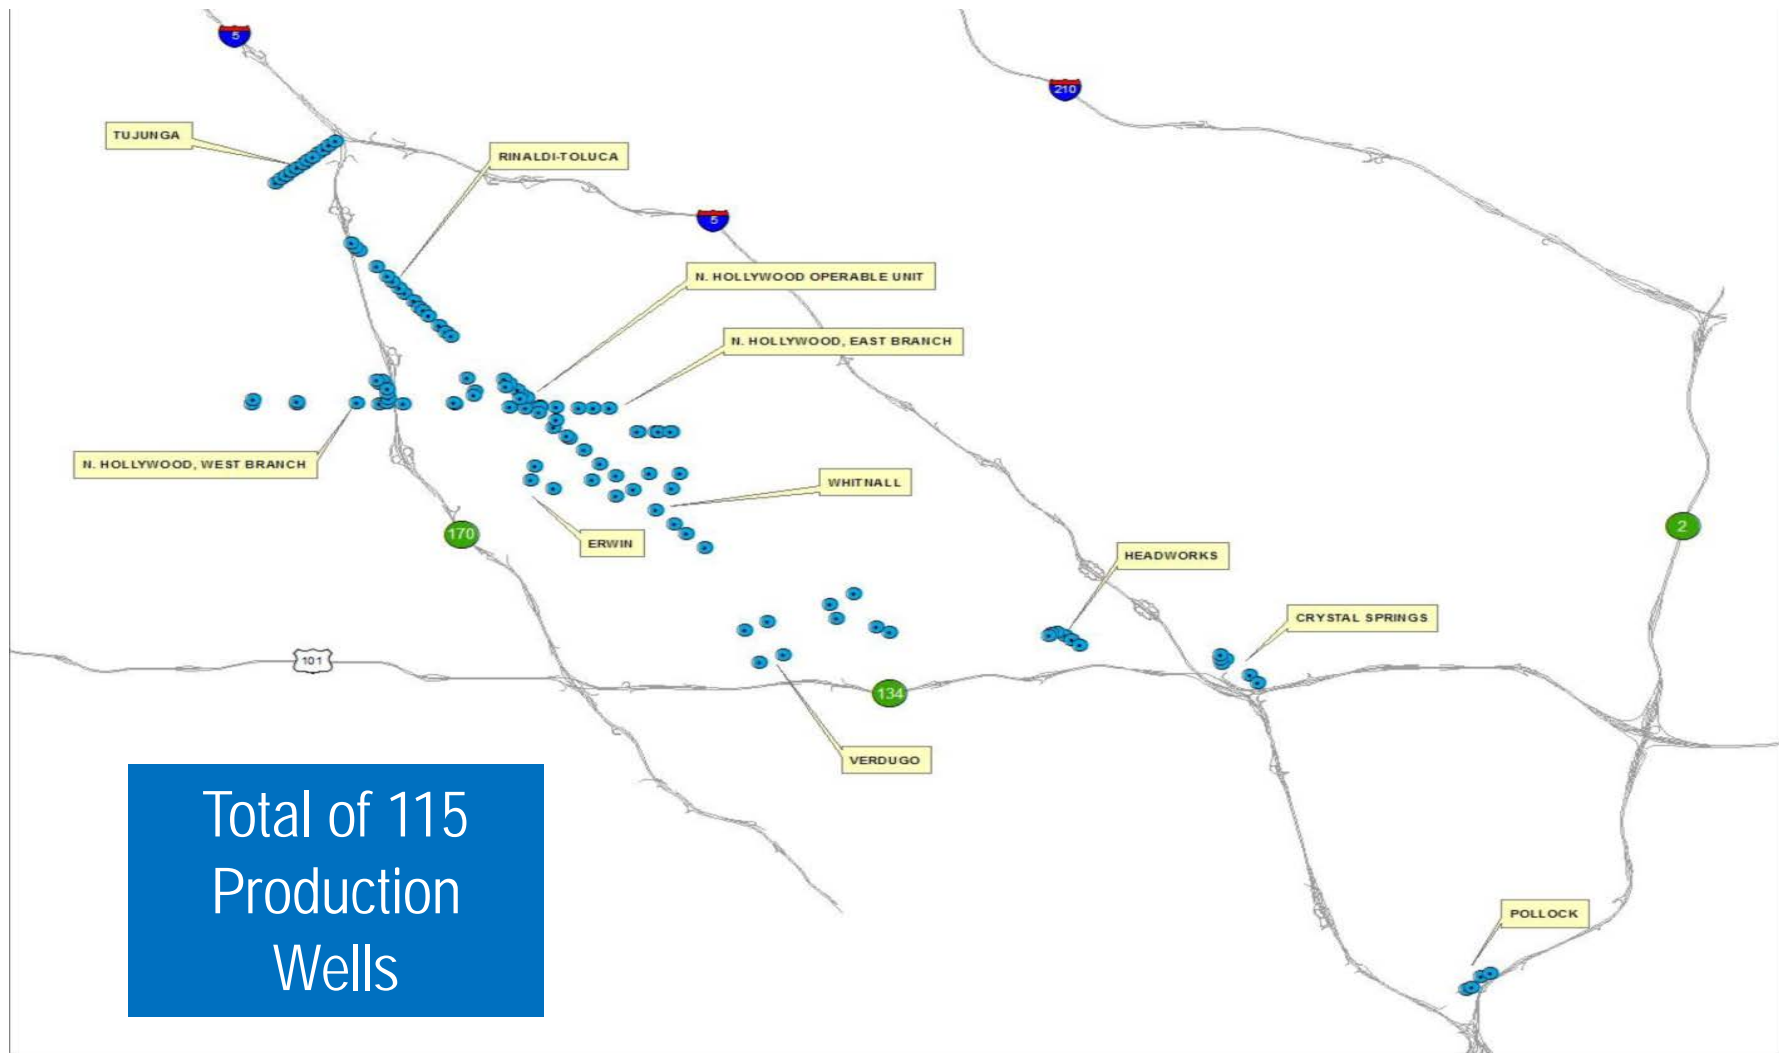 5
210
TUJUNGA
RINALDI-TOLUCA
5
N. HOLLYWOOD OPERABLE UNIT
N. HOLLYWOOD, EAST BRANCH
N. HOLLYWOOD, WEST BRANCH
WHITNALL
170
2
ERWIN
HEADWORKS
CRYSTAL SPRINGS
101
134
VERDUGO
Total of 115
Production
Wells
POLLOCK